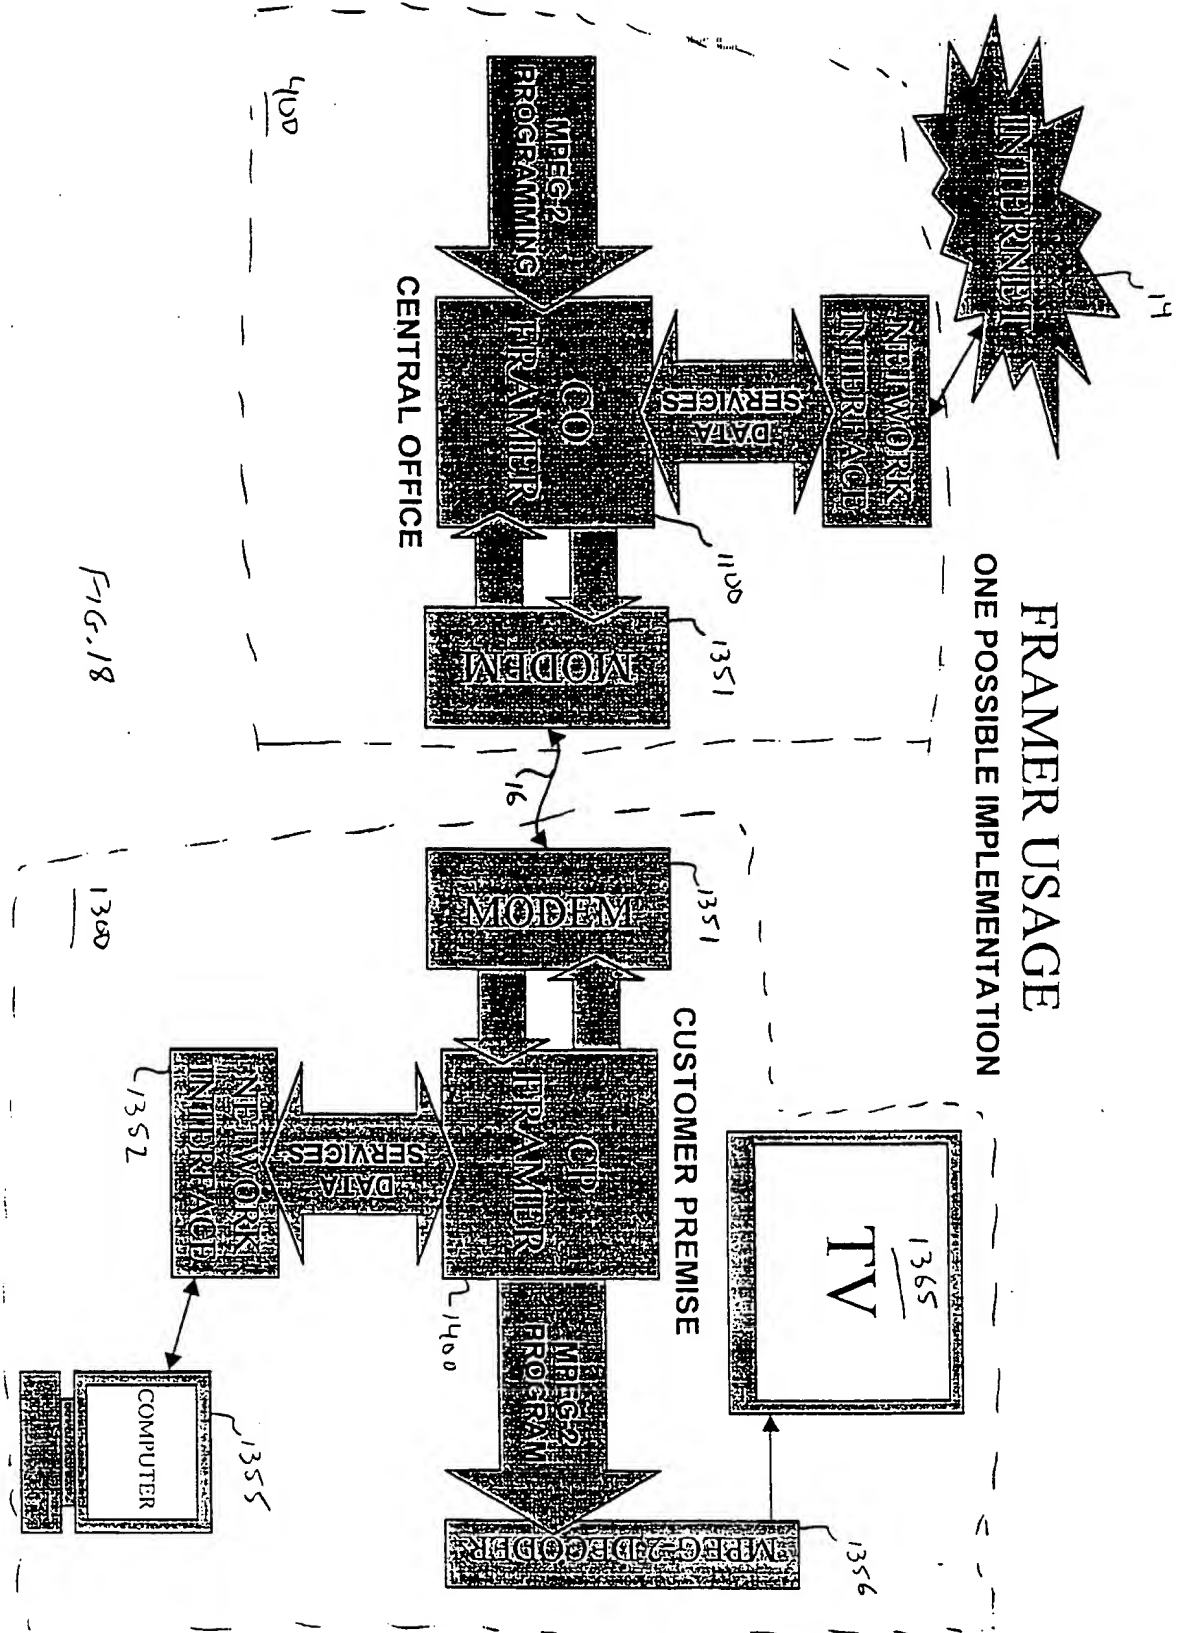 FRAMER USAGE
ONE POSSIBLE IMPLEMENTATION
INTERNET
14
NETWORK
INTERFACE
DATA
SERVICES
MPEG-2
PROGRAMMING
CO
FRAMER
1100
CENTRAL OFFICE
MODEM
1351
400
16
FIG. 18
CUSTOMER PREMISE
MODEM
1351
CP
FRAMER
1400
DATA
SERVICES
NETWORK
INTERFACE
1352
MPEG-2
PROGRAM
MPEG-2 DECODER
1356
1365
TV
COMPUTER
1355
1300